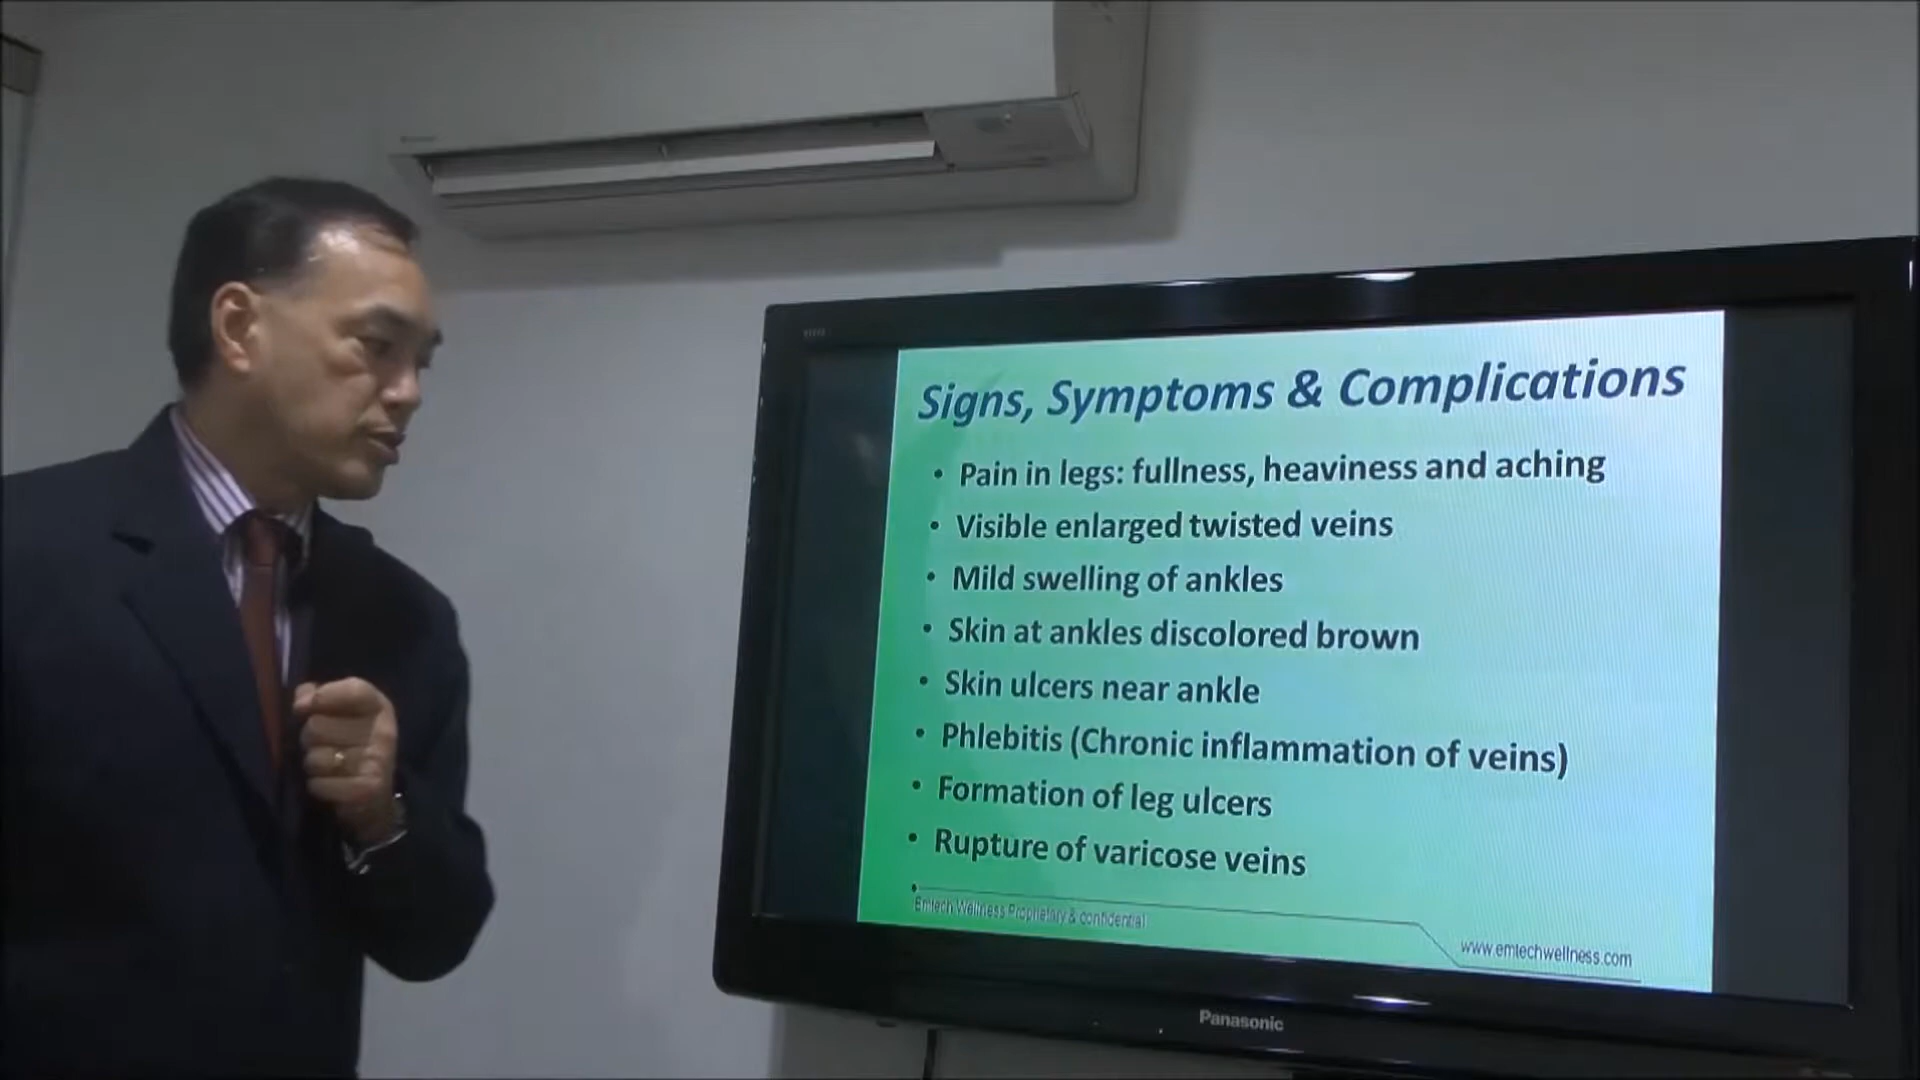 Signs, Symptoms & Complications
• Pain in legs: fullness, heaviness and aching
• Visible enlarged twisted veins
• Mild swelling of ankles
• Skin at ankles discolored brown
• Skin ulcers near ankle
• Phlebitis (Chronic inflammation of veins)
• Formation of leg ulcers
• Rupture of varicose veins
Emtech Wellness Proprietary & confidential
www.emtechwellness.com
Panasonic